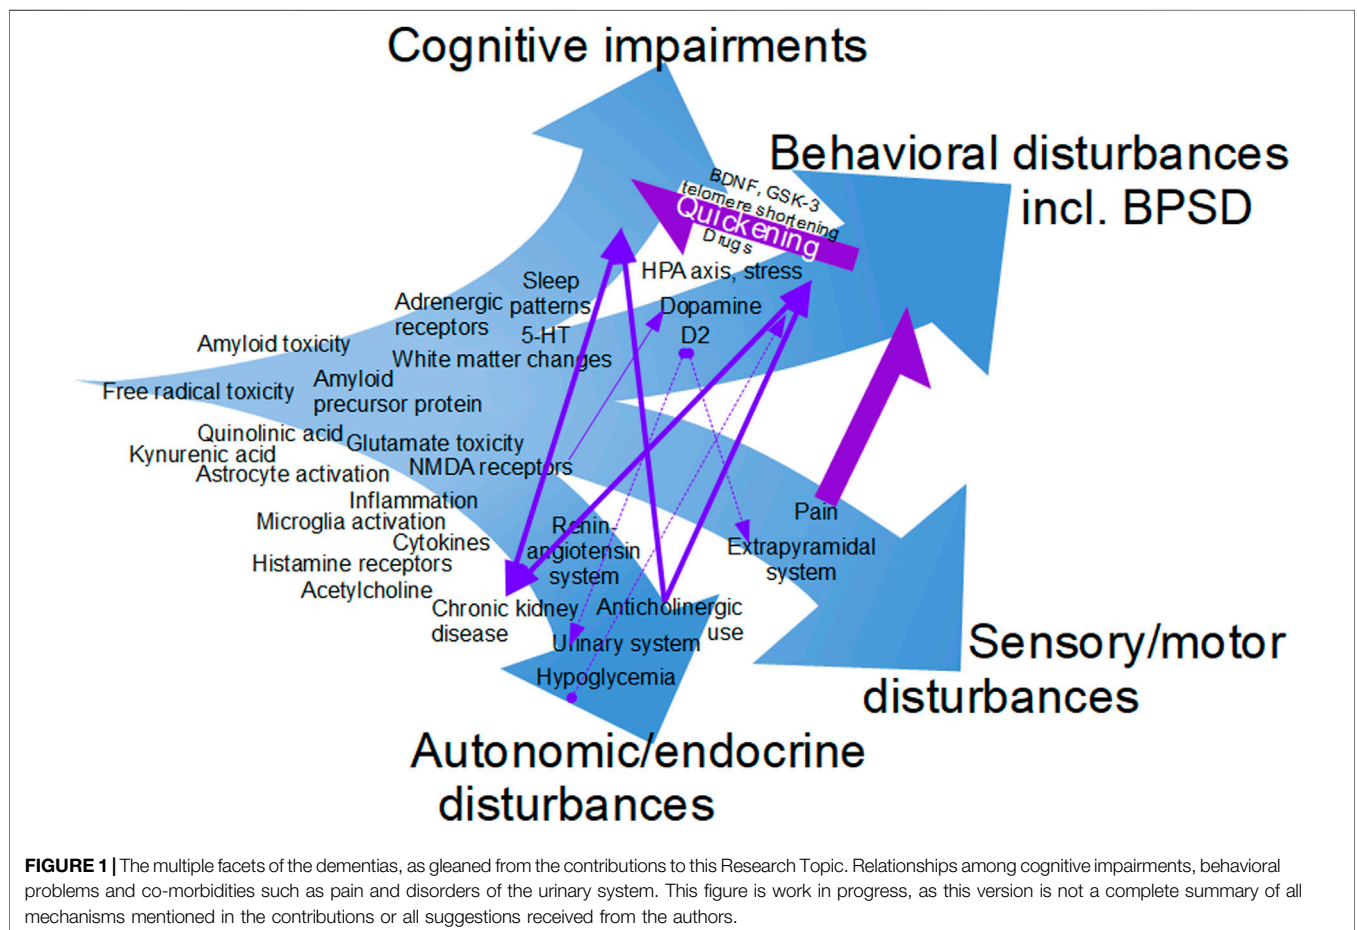 Cognitive impairments
Behavioral disturbances
incl. BPSD
BDNF, GSK-3
telomere shortening
Quickening
Drugs
HPA axis, stress
Sleep
patterns
Adrenergic
receptors
5-HT
Dopamine
D2
White matter changes
Amyloid toxicity
Free radical toxicity
Amyloid
precursor protein
Quinolinic acid
Kynurenic acid
Glutamate toxicity
Astrocyte activation
NMDA receptors
Inflammation
Microglia activation
Cytokines
Histamine receptors
Acetylcholine
Renin-
angiotensin
system
Pain
Extrapyramidal
system
Chronic kidney
disease
Anticholinergic
use
Urinary system
Hypoglycemia
Sensory/motor
disturbances
Autonomic/endocrine
disturbances
FIGURE 1 | The multiple facets of the dementias, as gleaned from the contributions to this Research Topic. Relationships among cognitive impairments, behavioral
problems and co-morbidities such as pain and disorders of the urinary system. This figure is work in progress, as this version is not a complete summary of all
mechanisms mentioned in the contributions or all suggestions received from the authors.